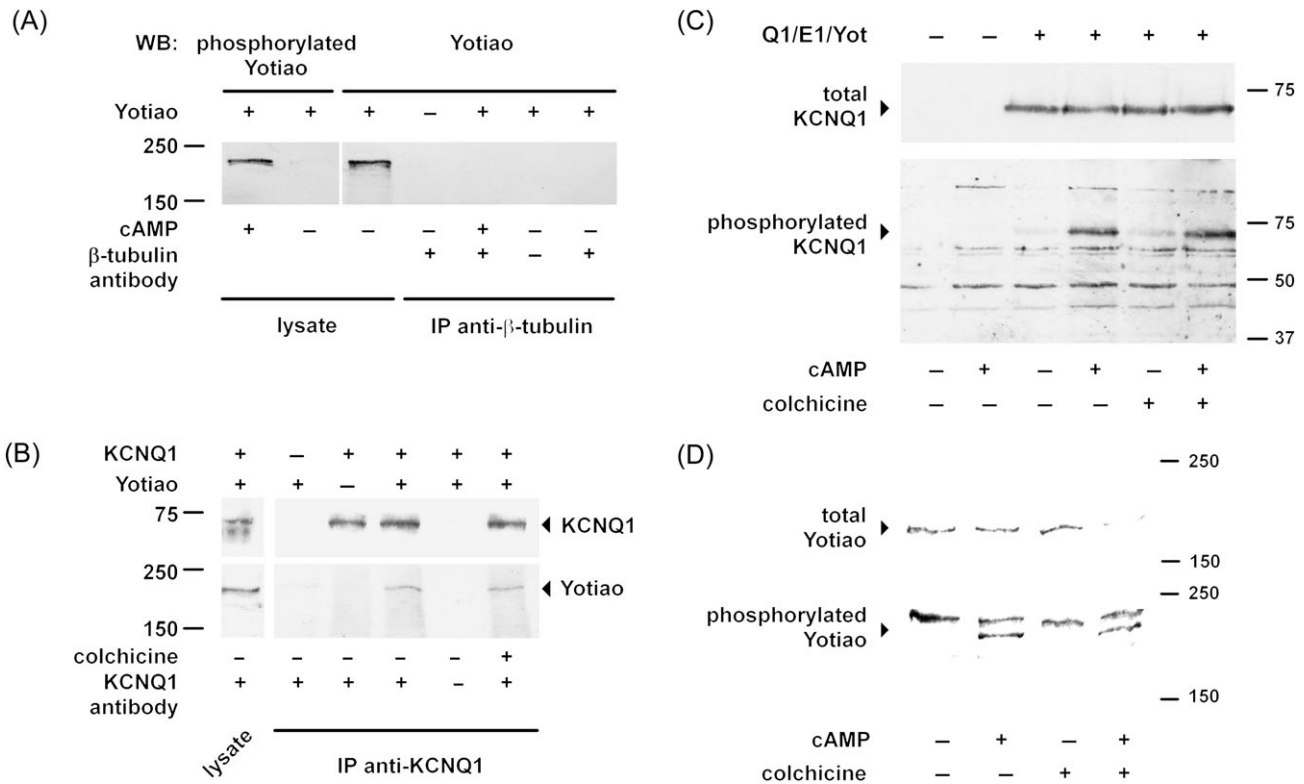 (A)
WB: phosphorylated Yotiao
Yotiao
Yotiao + + + – + + +
250
150
cAMP + – – – + – –
β-tubulin antibody + + – +
lysate IP anti-β-tubulin
(B)
KCNQ1 + – + + + +
Yotiao + + – + + +
75
KCNQ1
250
Yotiao
150
colchicine – – – – – +
KCNQ1 antibody + + + + – +
lysate IP anti-KCNQ1
(C)
Q1/E1/Yot – – + + + +
total KCNQ1
75
phosphorylated KCNQ1
75
50
37
cAMP – + – + – +
colchicine – – – – + +
(D)
250
total Yotiao
150
250
phosphorylated Yotiao
150
cAMP – + – +
colchicine – – + +